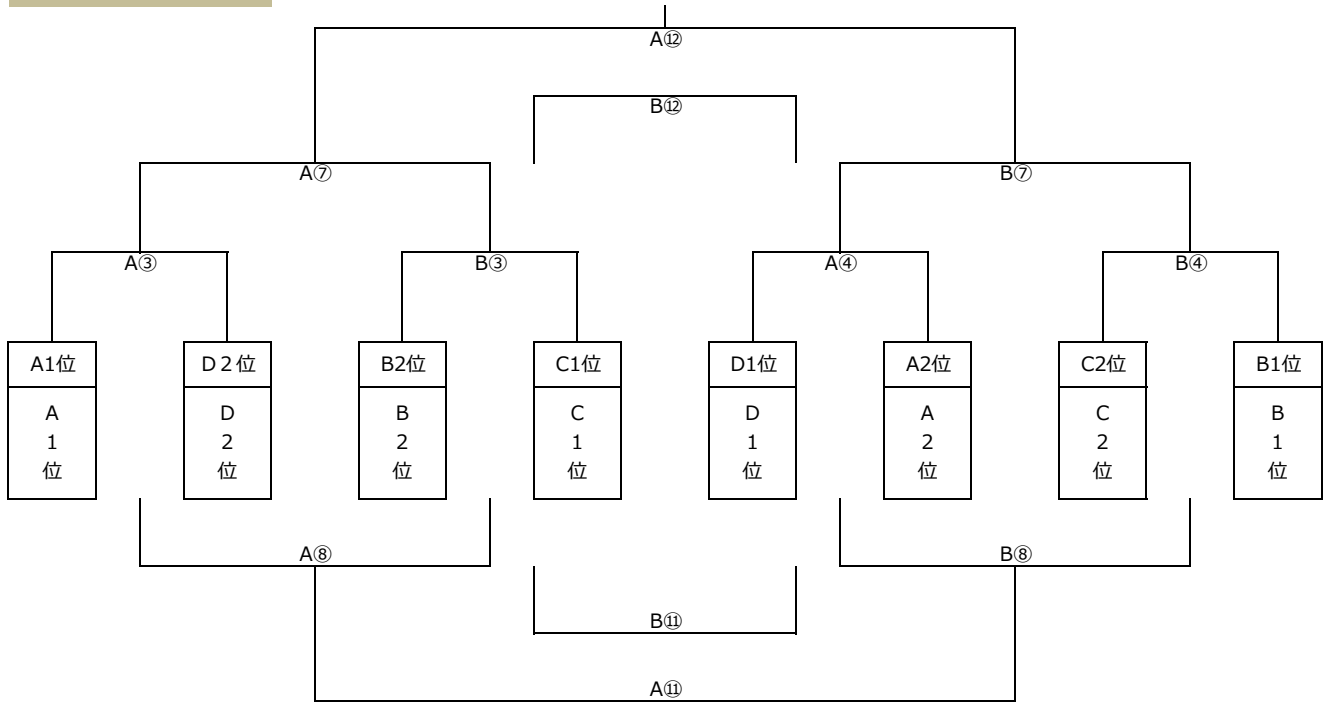 A⑫
B⑫
A⑦ B⑦
A③ B③ A④ B④
A1位 D２位 B2位 C1位 D1位 A2位 C2位 B1位
A D B C D A C B
1 2 2 1 1 2 2 1
位 位 位 位 位 位 位 位
A⑧ B⑧
B⑪
A⑪